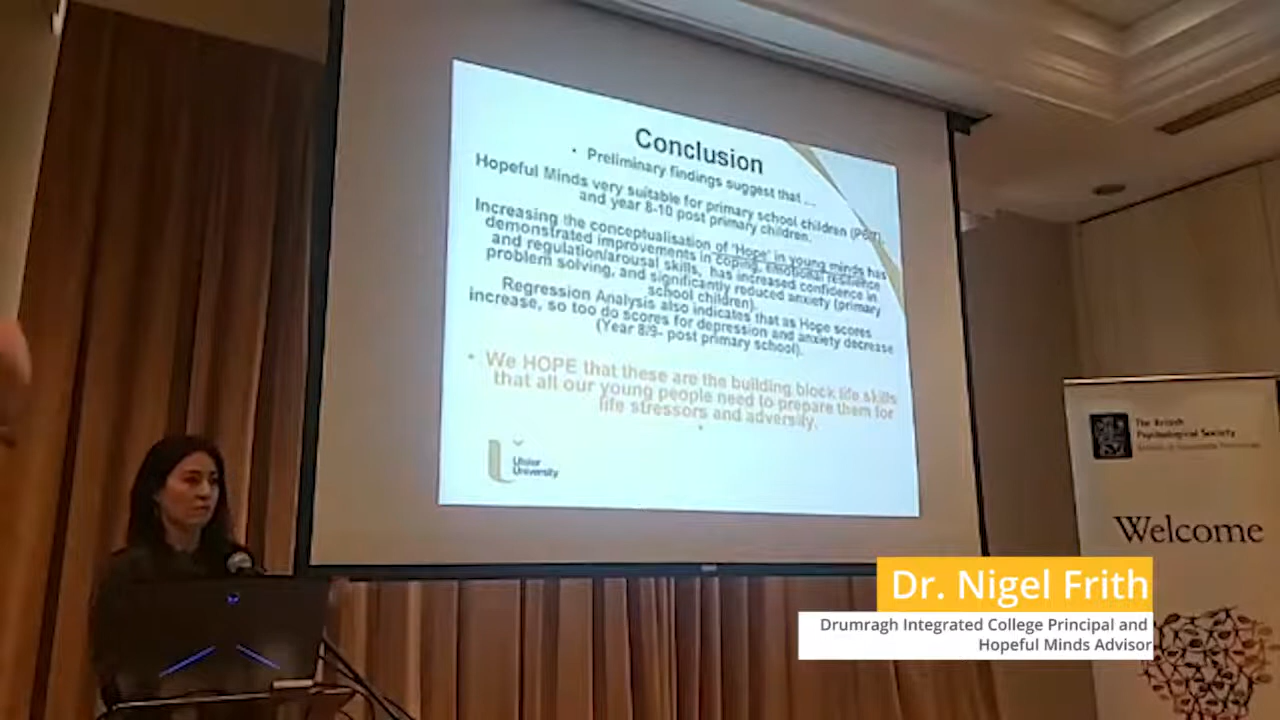 Conclusion
• Preliminary findings suggest that ...
Hopeful Minds very suitable for primary school children (P6/7),
and year 8-10 post primary children.
Increasing the conceptualisation of 'Hope' in young minds has
demonstrated improvements in coping, emotional resilience
and regulation/arousal skills, has increased confidence in
problem solving, and significantly reduced anxiety (primary
school children).
Regression Analysis also indicates that as Hope scores
increase, so too do scores for depression and anxiety decrease
(Year 8/9- post primary school).
• We HOPE that these are the building block life skills
that all our young people need to prepare them for
life stressors and adversity.
Ulster
University
The British
Psychological Society
Welcome
Dr. Nigel Frith
Drumragh Integrated College Principal and
Hopeful Minds Advisor